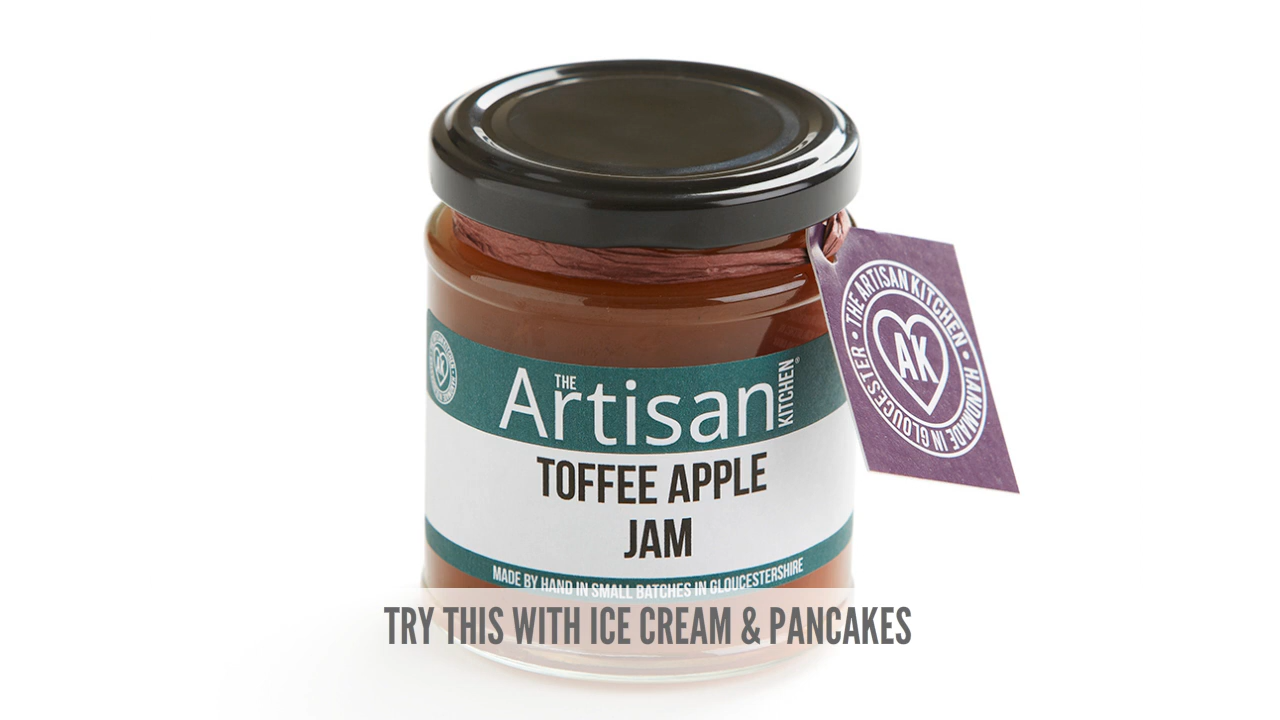 THE
Artisan
KITCHEN
TOFFEE APPLE
JAM
MADE BY HAND IN SMALL BATCHES IN GLOUCESTERSHIRE
THE ARTISAN KITCHEN • HANDMADE IN GLOUCESTER •
AK
AK
TRY THIS WITH ICE CREAM & PANCAKES